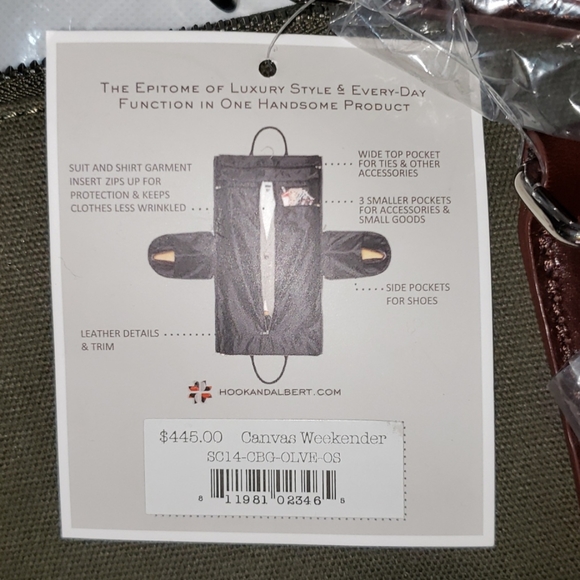 THE EPITOME OF LUXURY STYLE & EVERY-DAY
FUNCTION IN ONE HANDSOME PRODUCT
SUIT AND SHIRT GARMENT
INSERT ZIPS UP FOR
PROTECTION & KEEPS
CLOTHES LESS WRINKLED
WIDE TOP POCKET
FOR TIES & OTHER
ACCESSORIES
3 SMALLER POCKETS
FOR ACCESSORIES &
SMALL GOODS
SIDE POCKETS
FOR SHOES
LEATHER DETAILS
& TRIM
HOOKANDALBERT.COM
$445.00 Canvas Weekender
SC14-CBG-OLVE-OS
8 11981 02346 5